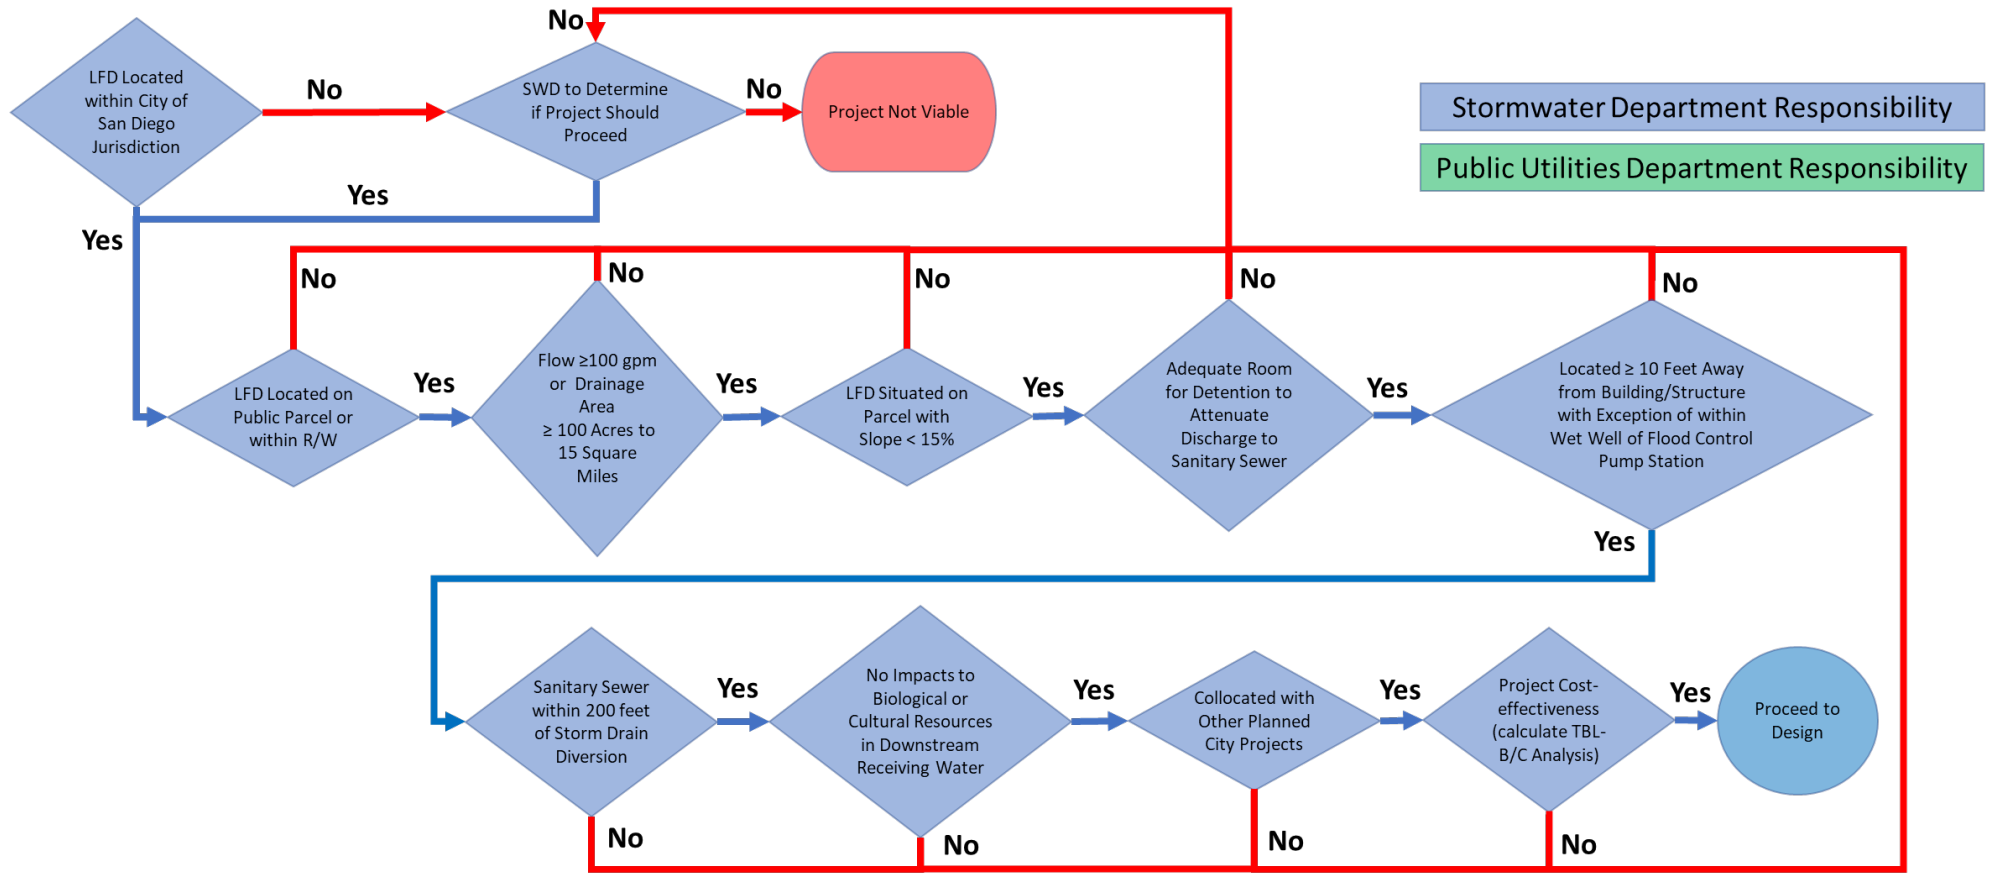 No
LFD Located
within City of
San Diego
Jurisdiction
No
SWD to Determine
if Project Should
Proceed
No
Project Not Viable
Stormwater Department Responsibility
Public Utilities Department Responsibility
Yes
Yes
No
No
No
No
No
LFD Located on
Public Parcel or
within R/W
Yes
Flow ≥100 gpm
or Drainage
Area
≥ 100 Acres to
15 Square
Miles
Yes
LFD Situated on
Parcel with
Slope < 15%
Yes
Adequate Room
for Detention to
Attenuate
Discharge to
Sanitary Sewer
Yes
Located ≥ 10 Feet Away
from Building/Structure
with Exception of within
Wet Well of Flood Control
Pump Station
Yes
Sanitary Sewer
within 200 feet
of Storm Drain
Diversion
Yes
No Impacts to
Biological or
Cultural Resources
in Downstream
Receiving Water
Yes
Collocated with
Other Planned
City Projects
Yes
Project Cost-
effectiveness
(calculate TBL-
B/C Analysis)
Yes
Proceed to
Design
No
No
No
No